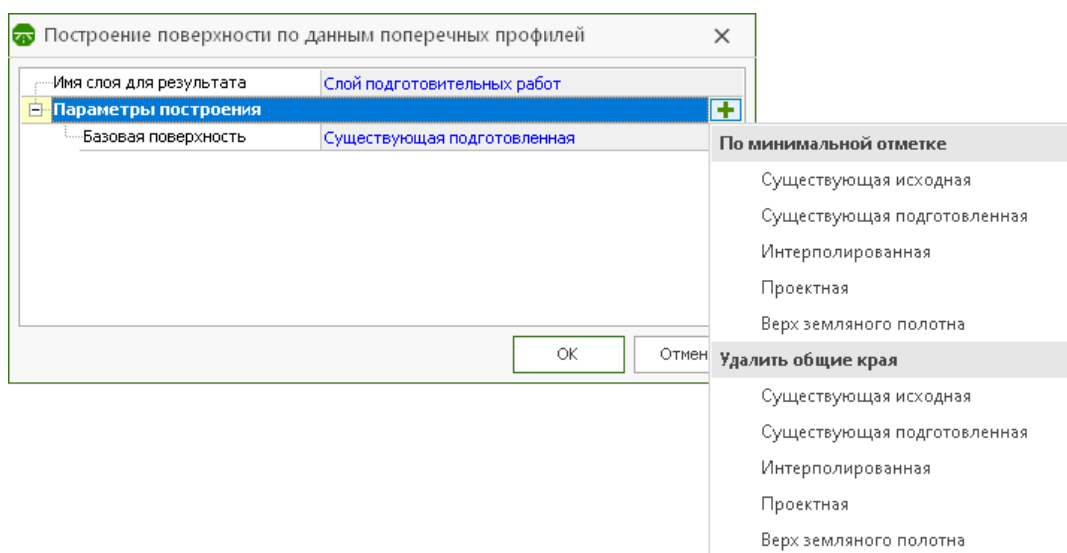 Построение поверхности по данным поперечных профилей
Имя слоя для результата Слой подготовительных работ
Параметры построения
Базовая поверхность Существующая подготовленная
По минимальной отметке
Существующая исходная
Существующая подготовленная
Интерполированная
Проектная
Верх земляного полотна
ОК Отмен
Удалить общие края
Существующая исходная
Существующая подготовленная
Интерполированная
Проектная
Верх земляного полотна